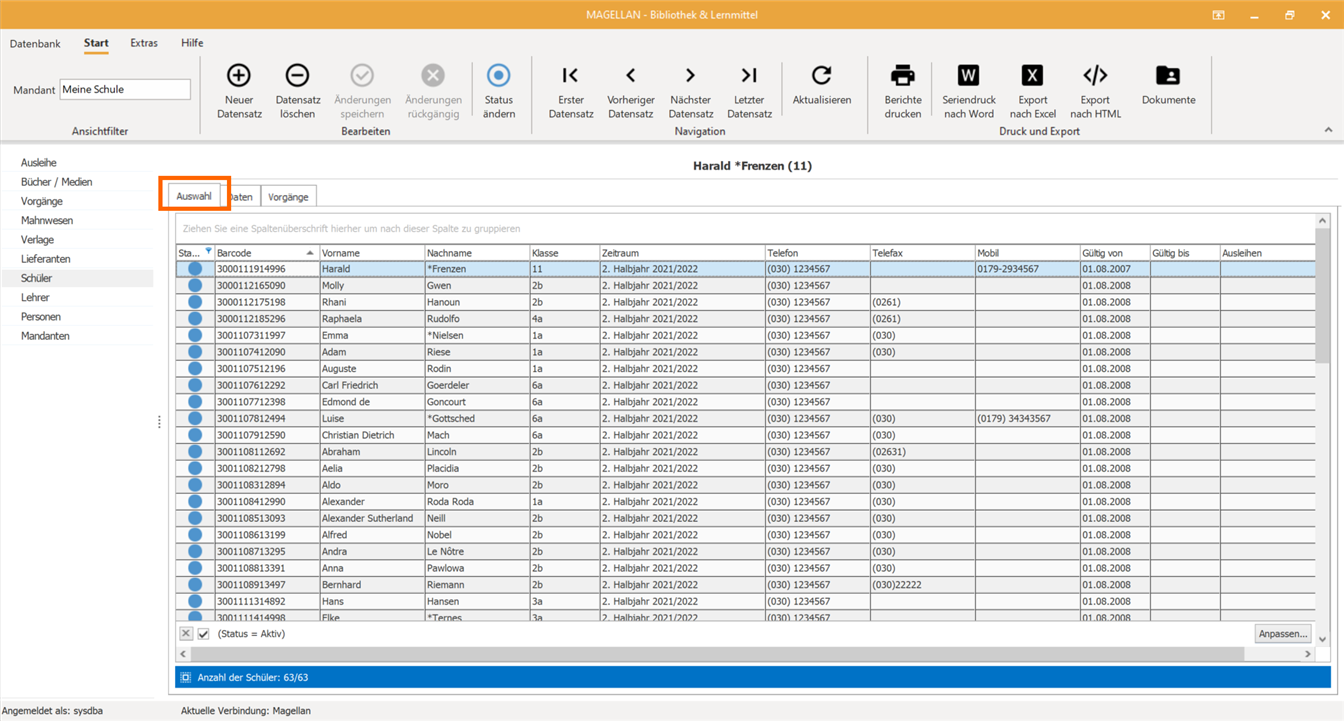 MAGELLAN - Bibliothek & Lernmittel
Datenbank Start Extras Hilfe
Mandant Meine Schule
Ansichtfilter
Neuer Datensatz
Datensatz löschen
Änderungen speichern
Änderungen rückgängig
Status ändern
Bearbeiten
Erster Datensatz
Vorheriger Datensatz
Nächster Datensatz
Letzter Datensatz
Navigation
Aktualisieren
Berichte drucken
W
Seriendruck nach Word
X
Export nach Excel
</>
Export nach HTML
Dokumente
Druck und Export
Ausleihe
Bücher / Medien
Vorgänge
Mahnwesen
Verlage
Lieferanten
Schüler
Lehrer
Personen
Mandanten
Harald *Frenzen (11)
Auswahl Daten Vorgänge
Ziehen Sie eine Spaltenüberschrift hierher um nach dieser Spalte zu gruppieren
Sta... Barcode Vorname Nachname Klasse Zeitraum Telefon Telefax Mobil Gültig von Gültig bis Ausleihen
3000111914996 Harald *Frenzen 11 2. Halbjahr 2021/2022 (030) 1234567 0179-2934567 01.08.2007
3000112165090 Molly Gwen 2b 2. Halbjahr 2021/2022 (030) 1234567 01.08.2008
3000112175198 Rhani Hanoun 2b 2. Halbjahr 2021/2022 (030) 1234567 (0261) 01.08.2008
3000112185296 Raphaela Rudolfo 4a 2. Halbjahr 2021/2022 (030) 1234567 (0261) 01.08.2008
3001107311997 Emma *Nielsen 1a 2. Halbjahr 2021/2022 (030) 1234567 (030) 01.08.2008
3001107412090 Adam Riese 1a 2. Halbjahr 2021/2022 (030) 1234567 (030) 01.08.2008
3001107512196 Auguste Rodin 1a 2. Halbjahr 2021/2022 (030) 1234567 01.08.2008
3001107612292 Carl Friedrich Goerdeler 6a 2. Halbjahr 2021/2022 (030) 1234567 01.08.2008
3001107712398 Edmond de Goncourt 6a 2. Halbjahr 2021/2022 (030) 1234567 01.08.2008
3001107812494 Luise *Gottsched 6a 2. Halbjahr 2021/2022 (030) 1234567 (030) (0179) 34343567 01.08.2008
3001107912590 Christian Dietrich Mach 6a 2. Halbjahr 2021/2022 (030) 1234567 (030) 01.08.2008
3001108112692 Abraham Lincoln 2b 2. Halbjahr 2021/2022 (030) 1234567 (02631) 01.08.2008
3001108212798 Aelia Placidia 2b 2. Halbjahr 2021/2022 (030) 1234567 (030) 01.08.2008
3001108312894 Aldo Moro 2b 2. Halbjahr 2021/2022 (030) 1234567 (030) 01.08.2008
3001108412990 Alexander Roda Roda 1a 2. Halbjahr 2021/2022 (030) 1234567 (030) 01.08.2008
3001108513093 Alexander Sutherland Neill 2b 2. Halbjahr 2021/2022 (030) 1234567 (030) 01.08.2008
3001108613199 Alfred Nobel 2b 2. Halbjahr 2021/2022 (030) 1234567 (030) 01.08.2008
3001108713295 Andra Le Nôtre 2b 2. Halbjahr 2021/2022 (030) 1234567 (030) 01.08.2008
3001108813391 Anna Pawlowa 2b 2. Halbjahr 2021/2022 (030) 1234567 (030) 01.08.2008
3001108913497 Bernhard Riemann 2b 2. Halbjahr 2021/2022 (030) 1234567 (030)22222 01.08.2008
3001111314892 Hans Hansen 3a 2. Halbjahr 2021/2022 (030) 1234567 01.08.2008
3001111414998 Elke *Ternes 3a 2. Halbjahr 2021/2022 (030) 1234567 01.08.2008
(Status = Aktiv) Anpassen...
Anzahl der Schüler: 63/63
Angemeldet als: sysdba Aktuelle Verbindung: Magellan